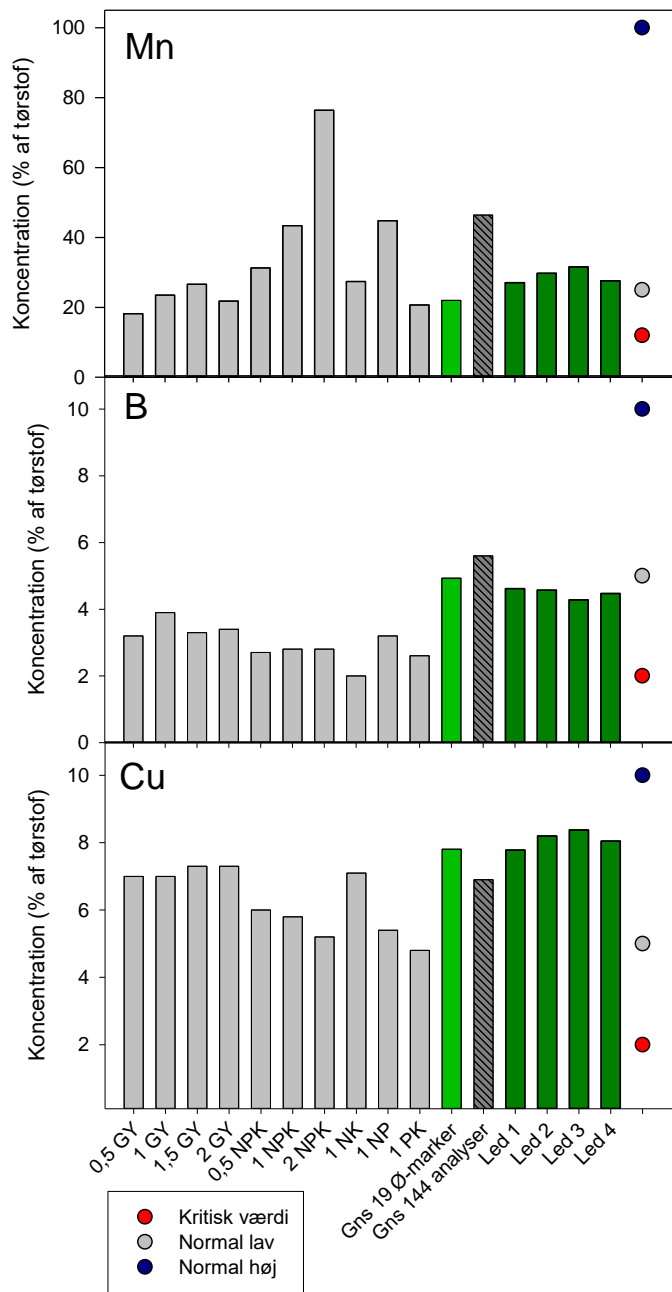 Mn
Koncentration (% af tørstof)
100
80
60
40
20
0
B
Koncentration (% af tørstof)
10
8
6
4
2
0
Cu
Koncentration (% af tørstof)
10
8
6
4
2
0,5 GY
1 GY
1,5 GY
2 GY
0,5 NPK
1 NPK
2 NPK
1 NK
1 NP
1 PK
Gns 19 Ø-marker
Gns 144 analyser
Led 1
Led 2
Led 3
Led 4
Kritisk værdi
Normal lav
Normal høj